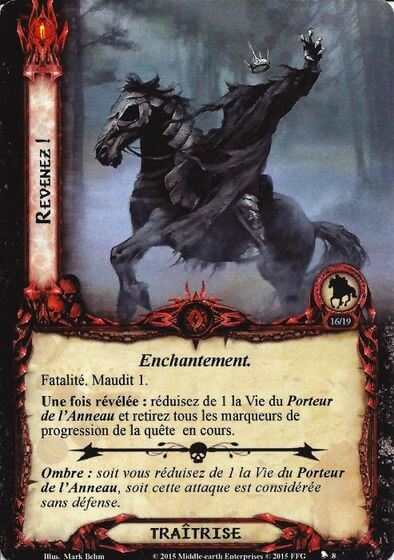 REVENEZ !
16/19
Enchantement.
Fatalité. Maudit 1.
Une fois révélée : réduisez de 1 la Vie du Porteur
de l'Anneau et retirez tous les marqueurs de
progression de la quête en cours.
Ombre : soit vous réduisez de 1 la Vie du Porteur
de l'Anneau, soit cette attaque est considérée
sans défense.
TRAÎTRISE
Illus. Mark Behm © 2015 Middle-earth Enterprises © 2015 FFG 8